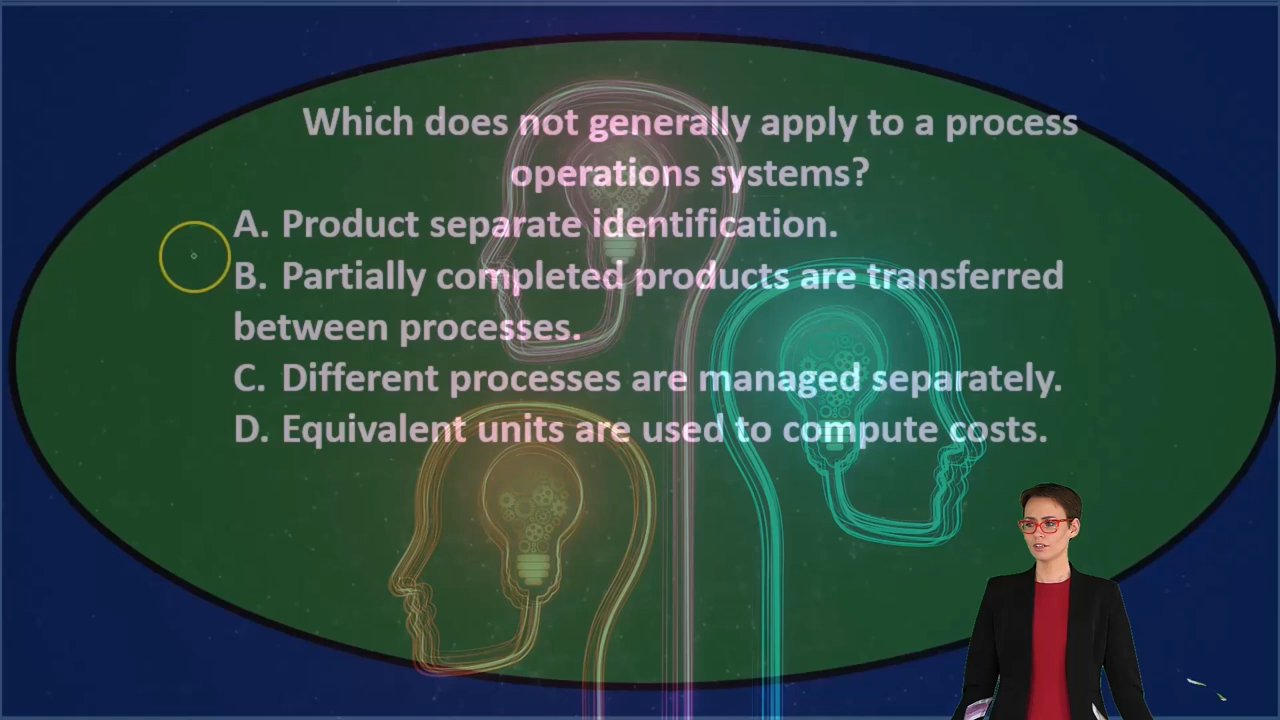 Which does not generally apply to a process
operations systems?
A. Product separate identification.
B. Partially completed products are transferred
between processes.
C. Different processes are managed separately.
D. Equivalent units are used to compute costs.